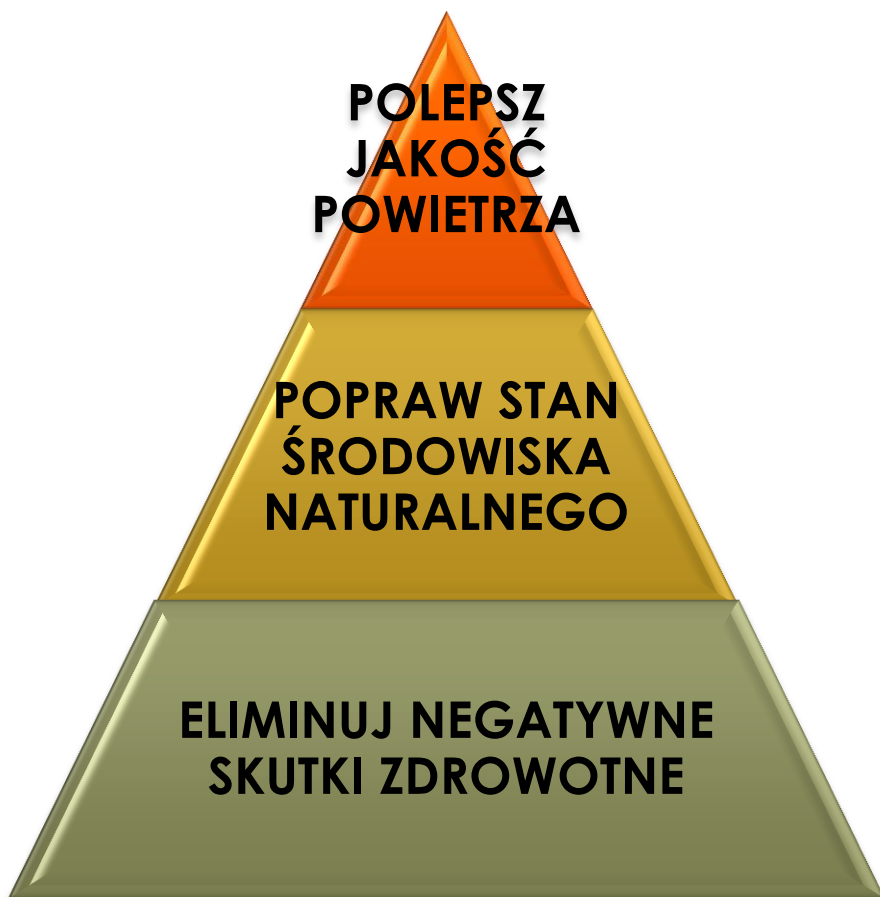 POLEPSZ
JAKOŚĆ
POWIETRZA
POPRAW STAN
ŚRODOWISKA
NATURALNEGO
ELIMINUJ NEGATYWNE
SKUTKI ZDROWOTNE